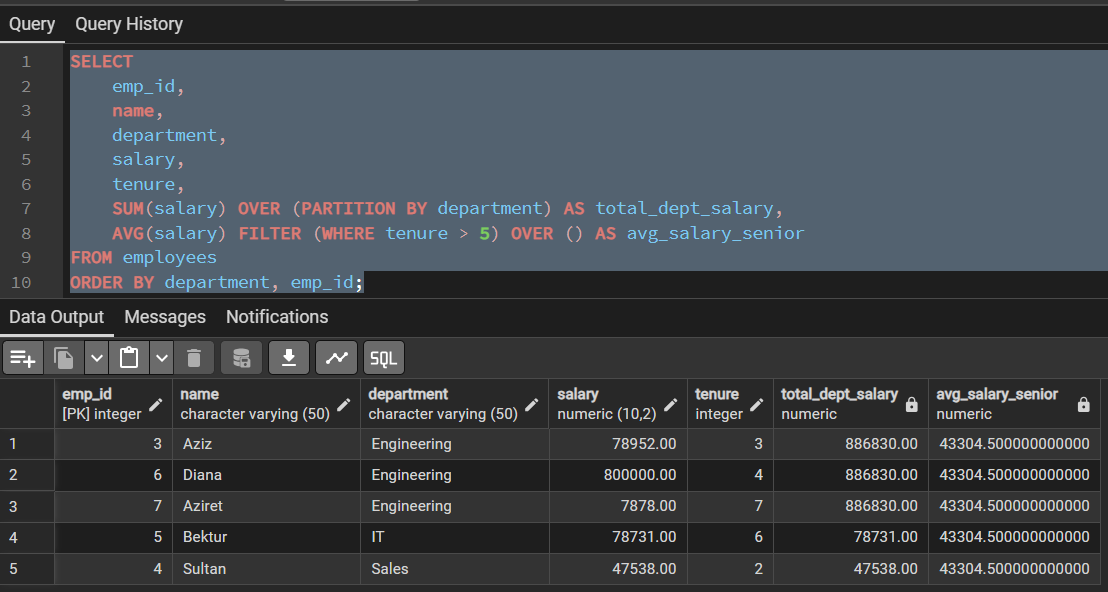 Query Query History
1 SELECT
2 emp_id,
3 name,
4 department,
5 salary,
6 tenure,
7 SUM(salary) OVER (PARTITION BY department) AS total_dept_salary,
8 AVG(salary) FILTER (WHERE tenure > 5) OVER () AS avg_salary_senior
9 FROM employees
10 ORDER BY department, emp_id;
Data Output Messages Notifications
SQL
emp_id name department salary tenure total_dept_salary avg_salary_senior
[PK] integer character varying (50) character varying (50) numeric (10,2) integer numeric numeric
1 3 Aziz Engineering 78952.00 3 886830.00 43304.500000000000
2 6 Diana Engineering 800000.00 4 886830.00 43304.500000000000
3 7 Aziret Engineering 7878.00 7 886830.00 43304.500000000000
4 5 Bektur IT 78731.00 6 78731.00 43304.500000000000
5 4 Sultan Sales 47538.00 2 47538.00 43304.500000000000